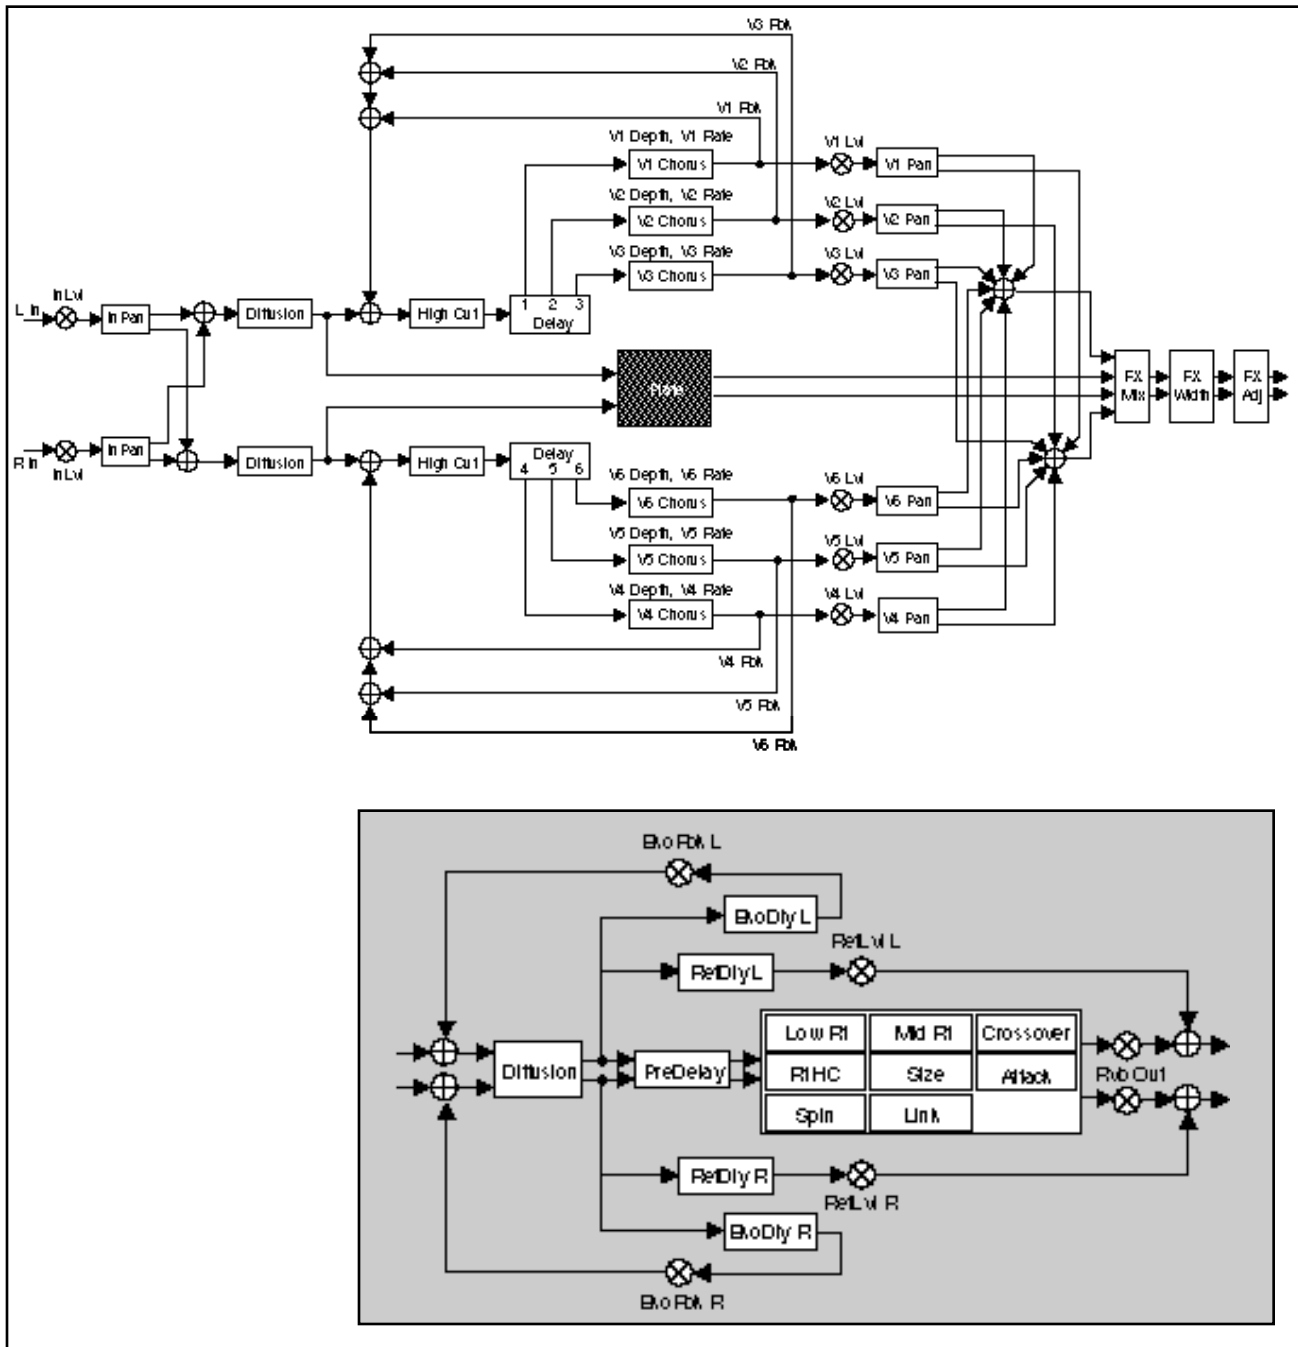 V3 Fbk
V2 Fbk
V1 Fbk
V1 Depth, V1 Rate
V1 Lvl
V1 Chorus
V1 Pan
V2 Depth, V2 Rate
V2 Lvl
V2 Chorus
V2 Pan
V3 Depth, V3 Rate
V3 Lvl
V3 Chorus
V3 Pan
In Lvl
L In
In Pan
Diffusion
High Cut
1 2 3
Delay
Plate
FX Mix
FX Width
FX Adj
R In
In Lvl
In Pan
Diffusion
High Cut
Delay
4 5 6
V6 Depth, V6 Rate
V6 Lvl
V6 Chorus
V6 Pan
V5 Depth, V5 Rate
V5 Lvl
V5 Chorus
V5 Pan
V4 Depth, V4 Rate
V4 Lvl
V4 Chorus
V4 Pan
V4 Fbk
V5 Fbk
V6 Fbk
EkoFbk L
EkoDly L
RefLvl L
RefDly L
Low Rt
Mid Rt
Crossover
Diffusion
PreDelay
RtHC
Size
Attack
Rvb Out
Spin
Link
RefDly R
RefLvl R
EkoDly R
EkoFbk R